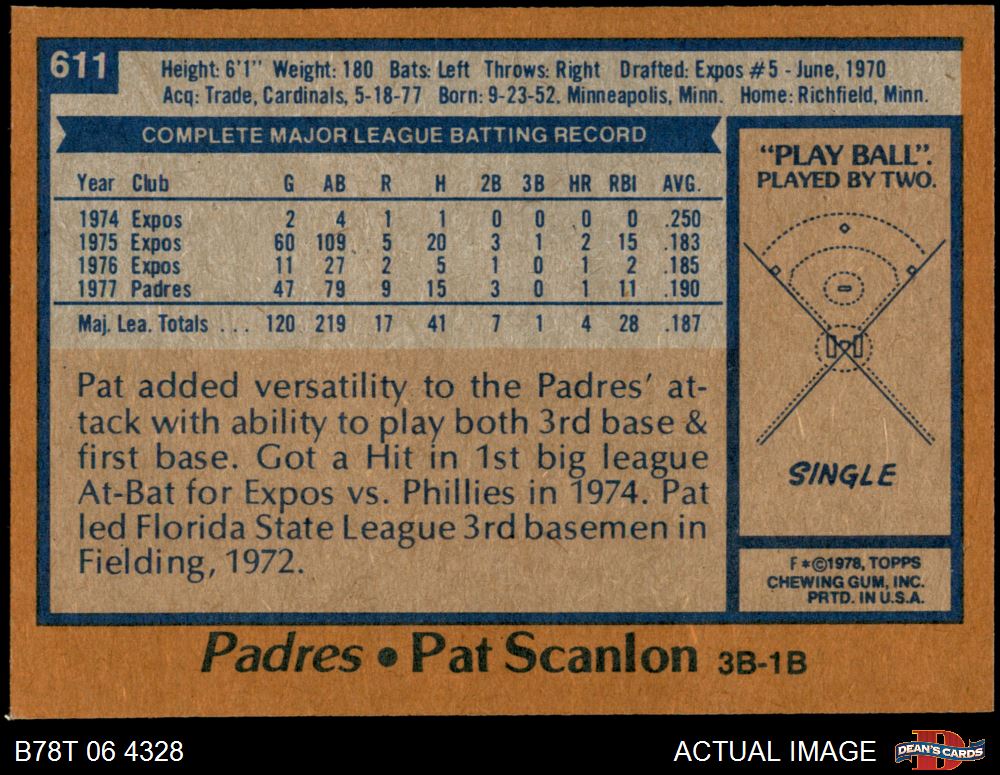 611
Height: 6'1" Weight: 180 Bats: Left Throws: Right Drafted: Expos #5 - June, 1970
Acq: Trade, Cardinals, 5-18-77 Born: 9-23-52, Minneapolis, Minn. Home: Richfield, Minn.
COMPLETE MAJOR LEAGUE BATTING RECORD
Year Club G AB R H 2B 3B HR RBI AVG.
1974 Expos 2 4 1 1 0 0 0 0 .250
1975 Expos 60 109 5 20 3 1 2 15 .183
1976 Expos 11 27 2 5 1 0 1 2 .185
1977 Padres 47 79 9 15 3 0 1 11 .190
Maj. Lea. Totals ... 120 219 17 41 7 1 4 28 .187
Pat added versatility to the Padres' at-
tack with ability to play both 3rd base &
first base. Got a Hit in 1st big league
At-Bat for Expos vs. Phillies in 1974. Pat
led Florida State League 3rd basemen in
Fielding, 1972.
"PLAY BALL".
PLAYED BY TWO.
SINGLE
F*©1978, TOPPS
CHEWING GUM, INC.
PRTD. IN U.S.A.
Padres • Pat Scanlon 3B-1B
B78T 06 4328
ACTUAL IMAGE
DEAN'S CARDS